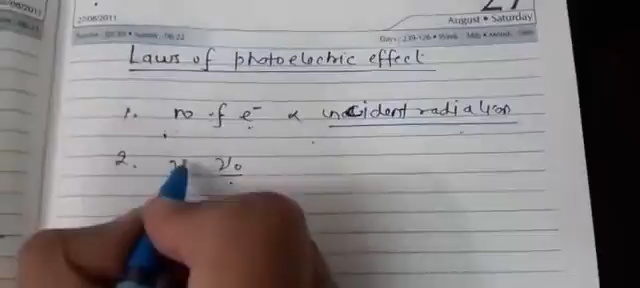 27
27/08/2011
August • Saturday
Laws of photoelectric effect
1. no of e⁻ ∝ incident radiation
2. ν ν₀